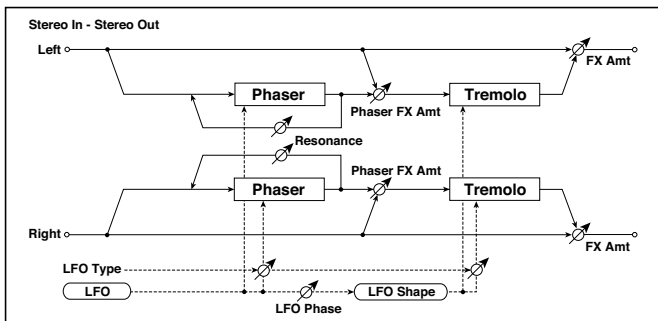 Stereo In - Stereo Out
Left
FX Amt
Phaser
Phaser FX Amt
Tremolo
Resonance
Phaser FX Amt
Phaser
Tremolo
Right
FX Amt
LFO Type
LFO
LFO Phase
LFO Shape